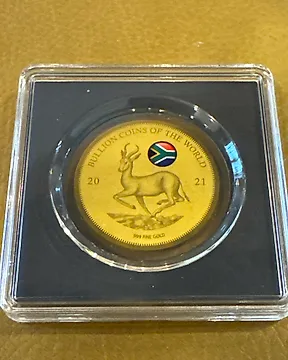 BULLION COINS OF THE WORLD
20 21
999 FINE GOLD